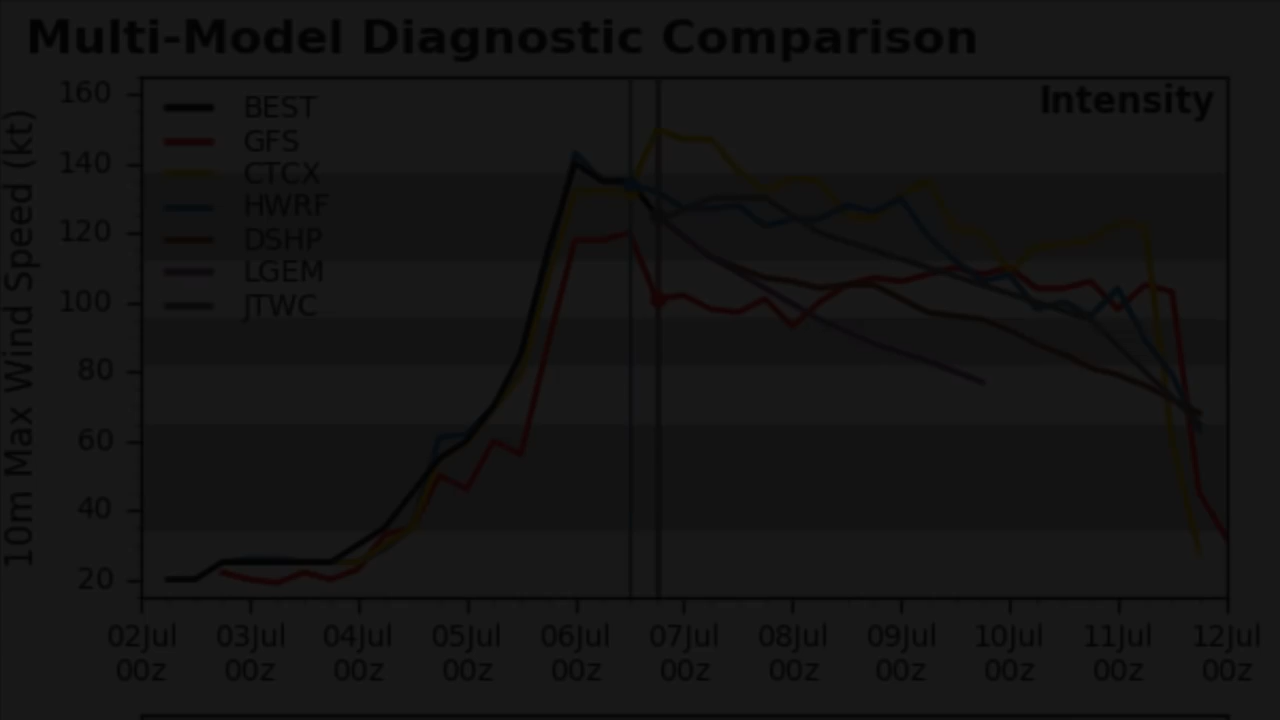 Multi-Model Diagnostic Comparison
Intensity
10m Max Wind Speed (kt)
160
140
120
100
80
60
40
20
BEST
GFS
CTCX
HWRF
DSHP
LGEM
JTWC
02Jul 03Jul 04Jul 05Jul 06Jul 07Jul 08Jul 09Jul 10Jul 11Jul 12Jul
00z 00z 00z 00z 00z 00z 00z 00z 00z 00z 00z